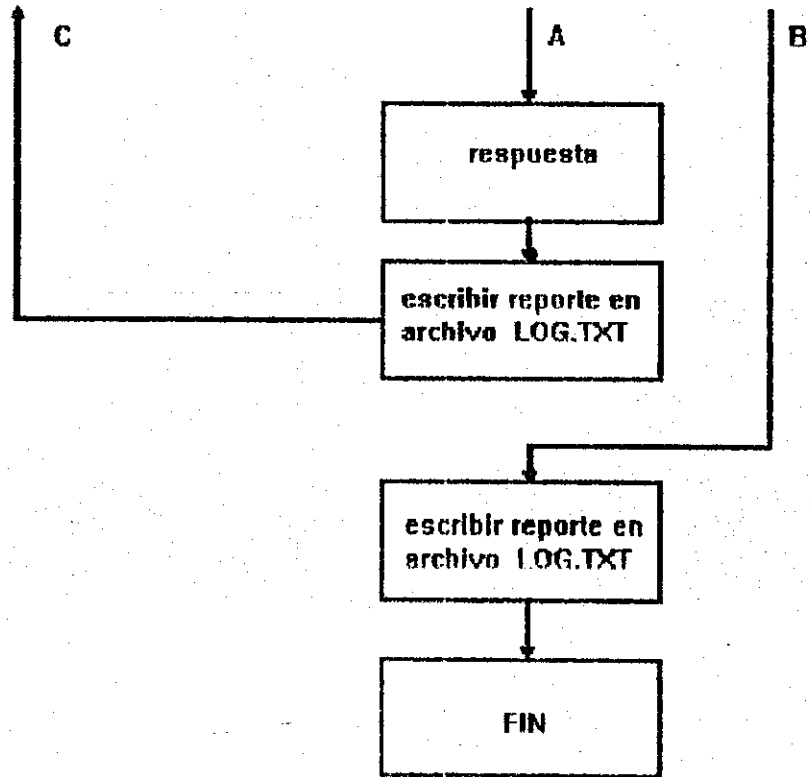 C
A
B
respuesta
escribir reporte en
archivo LOG.TXT
escribir reporte en
archivo LOG.TXT
FIN